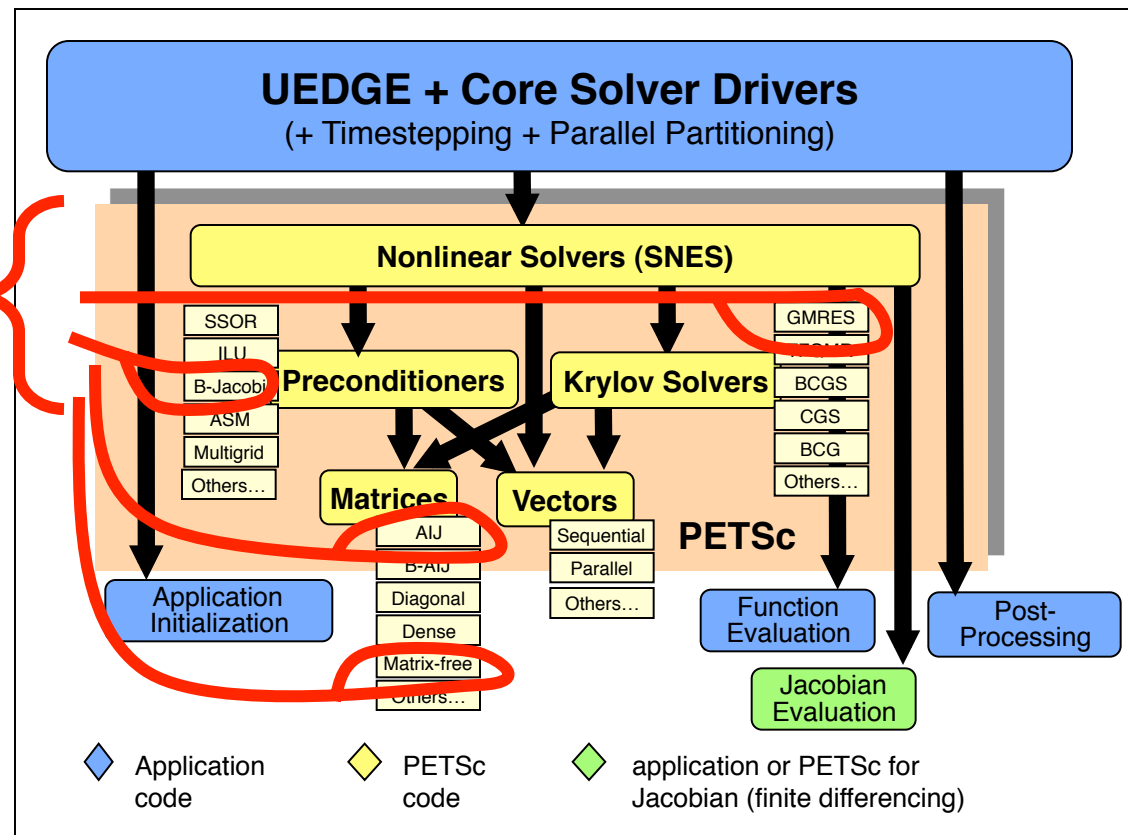 UEDGE + Core Solver Drivers
(+ Timestepping + Parallel Partitioning)
Nonlinear Solvers (SNES)
SSOR
ILU
B-Jacobi
ASM
Multigrid
Others…
Preconditioners
Krylov Solvers
GMRES
BCGS
CGS
BCG
Others…
Matrices
AIJ
B-AIJ
Diagonal
Dense
Matrix-free
Others…
Vectors
Sequential
Parallel
Others…
PETSc
Application
Initialization
Function
Evaluation
Post-
Processing
Jacobian
Evaluation
Application
code
PETSc
code
application or PETSc for
Jacobian (finite differencing)